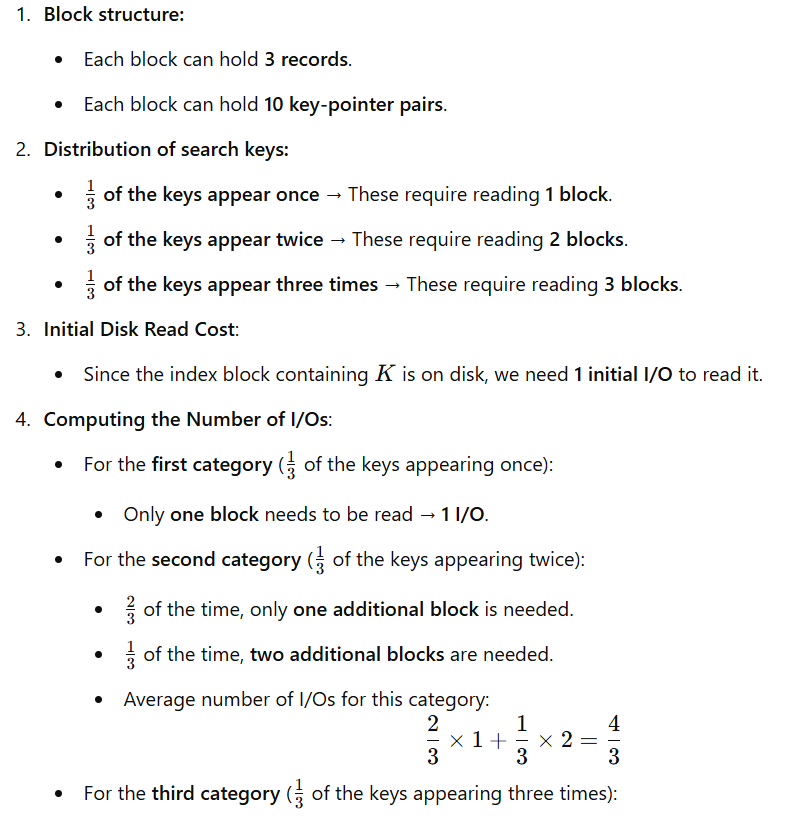 1. Block structure:
• Each block can hold 3 records.
• Each block can hold 10 key-pointer pairs.
2. Distribution of search keys:
• 1/3 of the keys appear once → These require reading 1 block.
• 1/3 of the keys appear twice → These require reading 2 blocks.
• 1/3 of the keys appear three times → These require reading 3 blocks.
3. Initial Disk Read Cost:
• Since the index block containing K is on disk, we need 1 initial I/O to read it.
4. Computing the Number of I/Os:
• For the first category (1/3 of the keys appearing once):
• Only one block needs to be read → 1 I/O.
• For the second category (1/3 of the keys appearing twice):
• 2/3 of the time, only one additional block is needed.
• 1/3 of the time, two additional blocks are needed.
• Average number of I/Os for this category:
2/3 × 1 + 1/3 × 2 = 4/3
• For the third category (1/3 of the keys appearing three times):